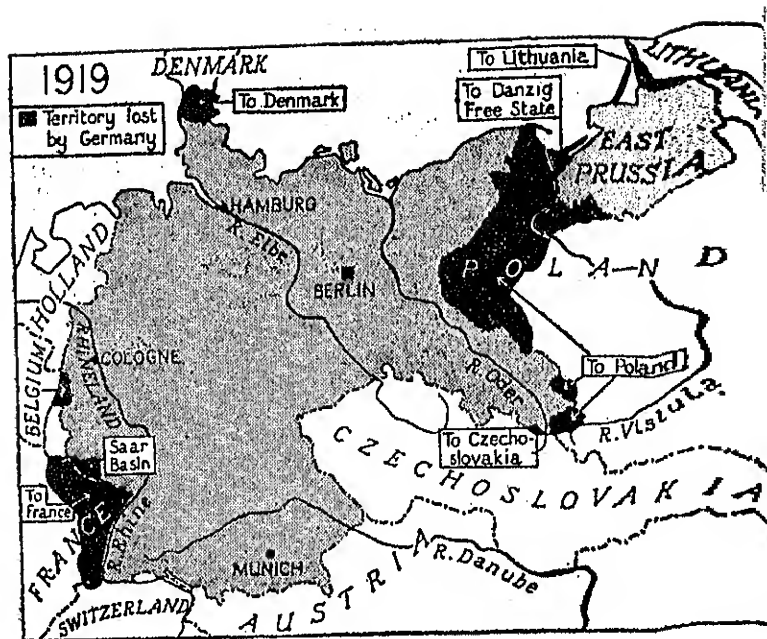 1919
Territory lost
by Germany
DENMARK
To Denmark
To Lithuania
LITHUANIA
To Danzig
Free State
EAST
PRUSSIA
HAMBURG
R. Elbe
BERLIN
POLAND
HOLLAND
BELGIUM
RHINELAND
COLOGNE
R. Oder
To Poland
R. Vistula
To Czecho-
slovakia
CZECHOSLOVAKIA
Saar
Basin
To
France
FRANCE
R. Rhine
MUNICH
SWITZERLAND
AUSTRIA
R. Danube